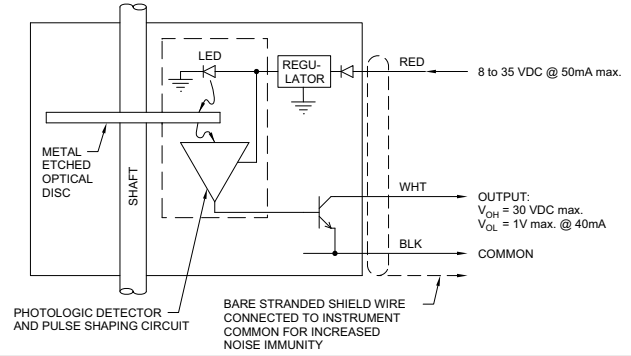 LED
REGU-
LATOR
RED
8 to 35 VDC @ 50mA max.
METAL
ETCHED
OPTICAL
DISC
SHAFT
WHT
OUTPUT:
VOH = 30 VDC max.
VOL = 1V max. @ 40mA
BLK
COMMON
PHOTOLOGIC DETECTOR
AND PULSE SHAPING CIRCUIT
BARE STRANDED SHIELD WIRE
CONNECTED TO INSTRUMENT
COMMON FOR INCREASED
NOISE IMMUNITY